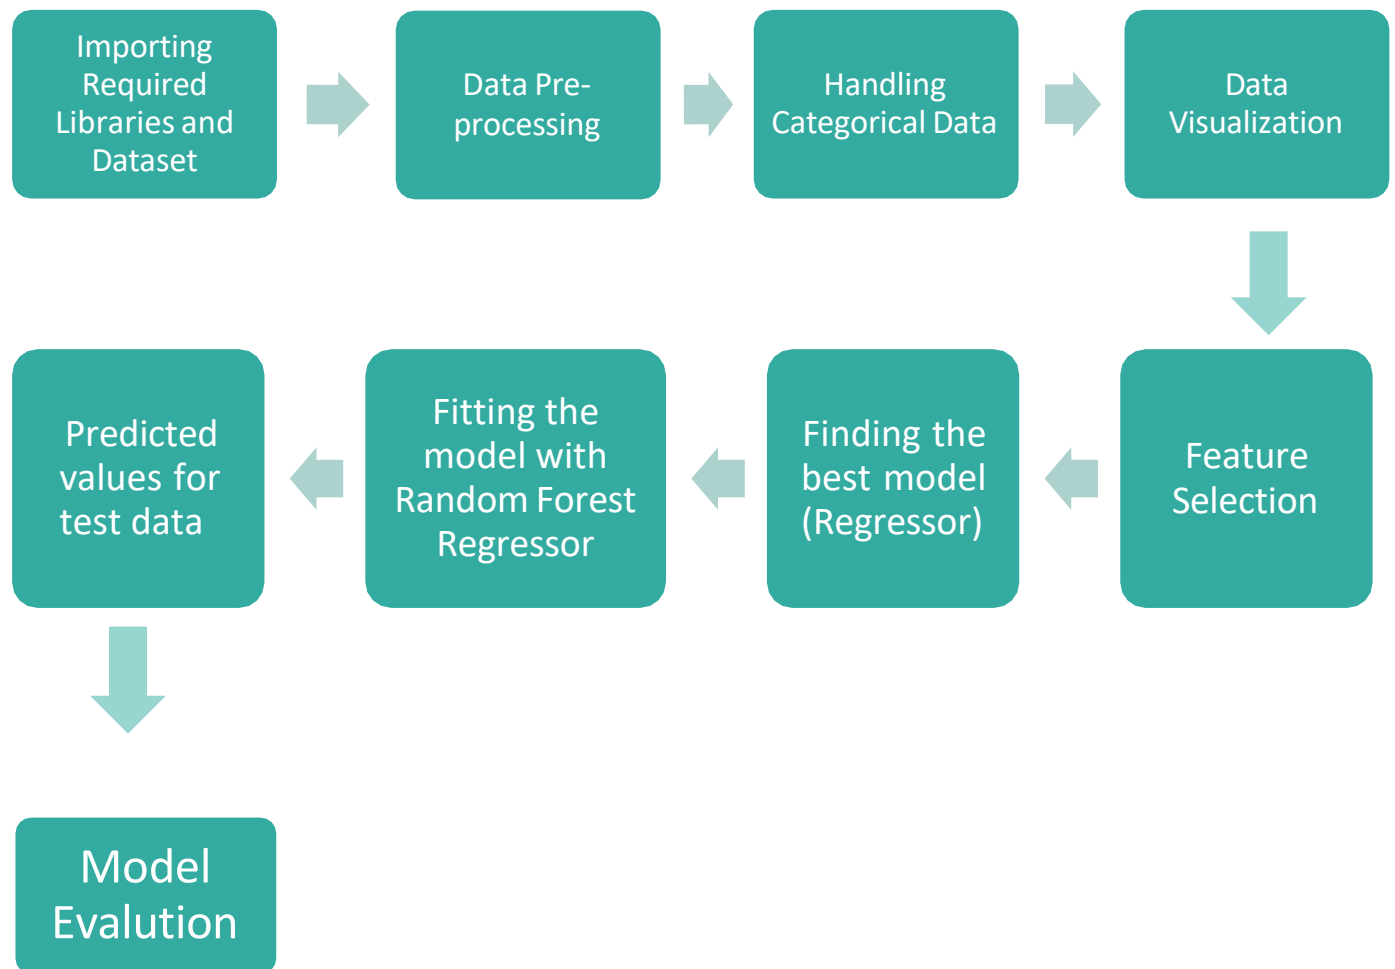 Importing
Required
Libraries and
Dataset
Data Pre-
processing
Handling
Categorical Data
Data
Visualization
Feature
Selection
Finding the
best model
(Regressor)
Fitting the
model with
Random Forest
Regressor
Predicted
values for
test data
Model
Evalution